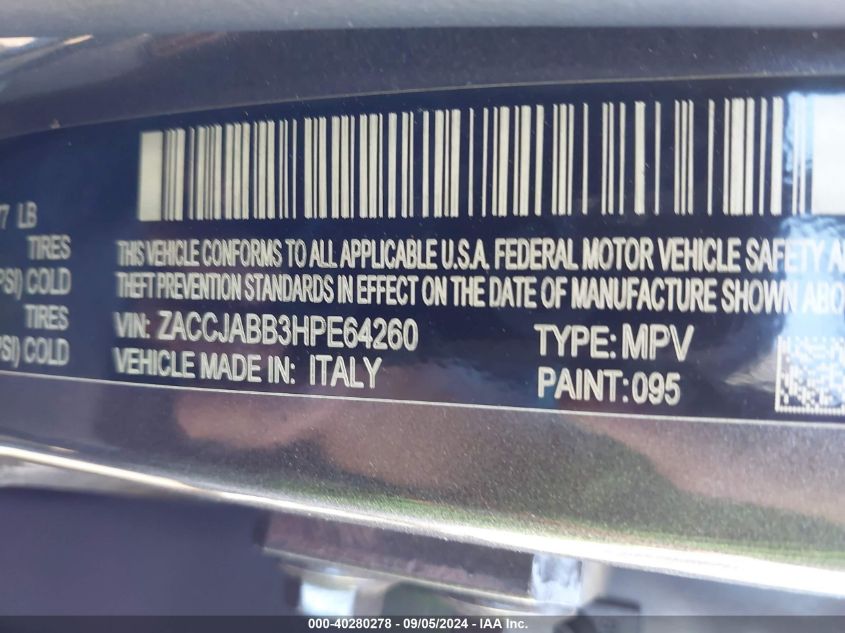 7 LB
TIRES
PSI) COLD
TIRES
PSI) COLD
THIS VEHICLE CONFORMS TO ALL APPLICABLE U.S.A. FEDERAL MOTOR VEHICLE SAFETY A
THEFT PREVENTION STANDARDS IN EFFECT ON THE DATE OF MANUFACTURE SHOWN ABO
VIN: ZACCJABB3HPE64260
TYPE: MPV
VEHICLE MADE IN: ITALY
PAINT: 095
000-40280278 - 09/05/2024 - IAA Inc.